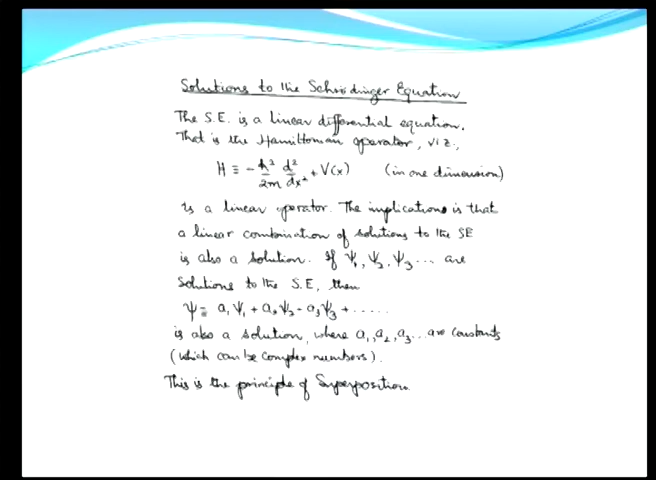 Solutions to the Schrödinger Equation
The S.E. is a linear differential equation.
That is the Hamiltonian operator, viz.,
H ≡ -ħ²/2m d²/dx² + V(x) (in one dimension)
is a linear operator. The implications is that
a linear combination of solutions to the SE
is also a solution. If Ψ₁, Ψ₂, Ψ₃ ... are
Solutions to the S.E, then
Ψ = a₁Ψ₁ + a₂Ψ₂ - a₃Ψ₃ + .....
is also a solution, where a₁, a₂, a₃... are constants
(which can be complex numbers).
This is the principle of Superposition.